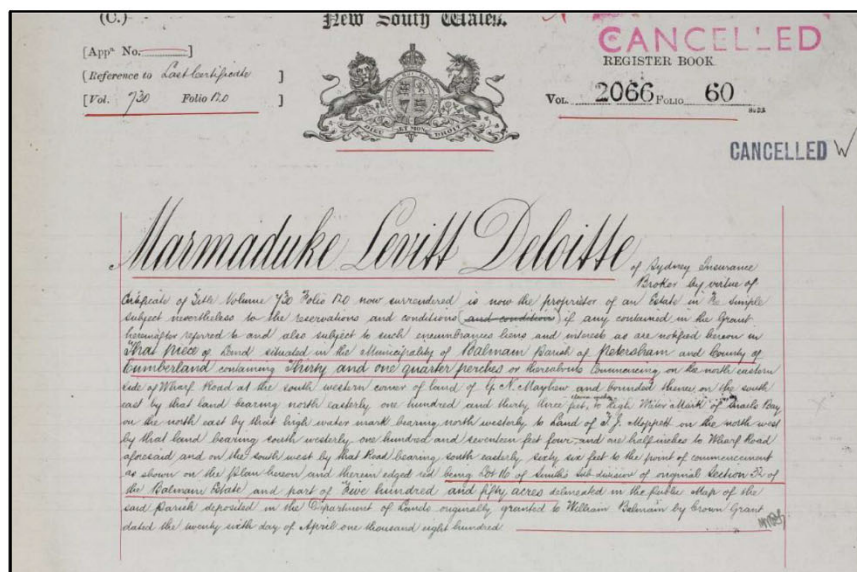 (C.)
New South Wales.
CANCELLED
[Appn. No.]
REGISTER BOOK.
(Reference to Last Certificate ]
[Vol. 730 Folio 120 ]
VOL. 2066 FOLIO 60
DIEU ET MON DROIT
CANCELLED W
Marmaduke Levitt Deloitte
of Sydney Insurance
Broker by virtue of
Certificate of Title Volume 730 Folio 120 now surrendered is now the proprietor of an Estate in Fee Simple
subject nevertheless to the reservations and conditions (and condition) if any contained in the Grant
hereinafter referred to and also subject to such encumbrances liens and interests as are notified hereon in
That piece of Land situated in the Municipality of Balmain Parish of Petersham and County of
Cumberland containing Thirty and one quarter perches or thereabouts Commencing on the north eastern
side of Wharf Road at the south western corner of land of G. N. Mayhew and bounded thence on the south
east by that land bearing north easterly one hundred and thirty three feet to High Water Mark of Snails Bay
on the north east by that high water mark bearing north westerly to Land of T. J. Moppett on the north west
by that land bearing south westerly one hundred and seventeen feet four and one half inches to Wharf Road
aforesaid and on the south west by that Road bearing south easterly sixty six feet to the point of commencement
as shown on the plan hereon and therein edged red being Lot of Smiths sub division of original Section of
the Balmain Estate and part of Five hundred and fifty acres delineated in the Public Map of the
said Parish deposited in the Department of Lands originally granted to William Balmain by Crown Grant
dated the twenty sixth day of April one thousand eight hundred